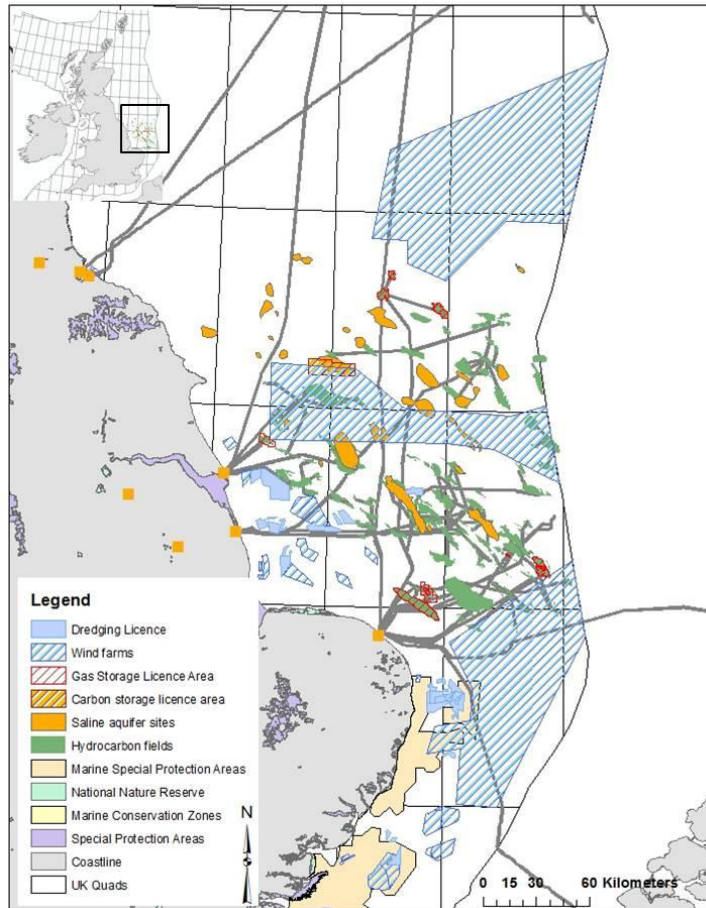 Legend
Dredging Licence
Wind farms
Gas Storage Licence Area
Carbon storage licence area
Saline aquifer sites
Hydrocarbon fields
Marine Special Protection Areas
National Nature Reserve
Marine Conservation Zones
Special Protection Areas
Coastline
UK Quads
N
0 15 30 60 Kilometers